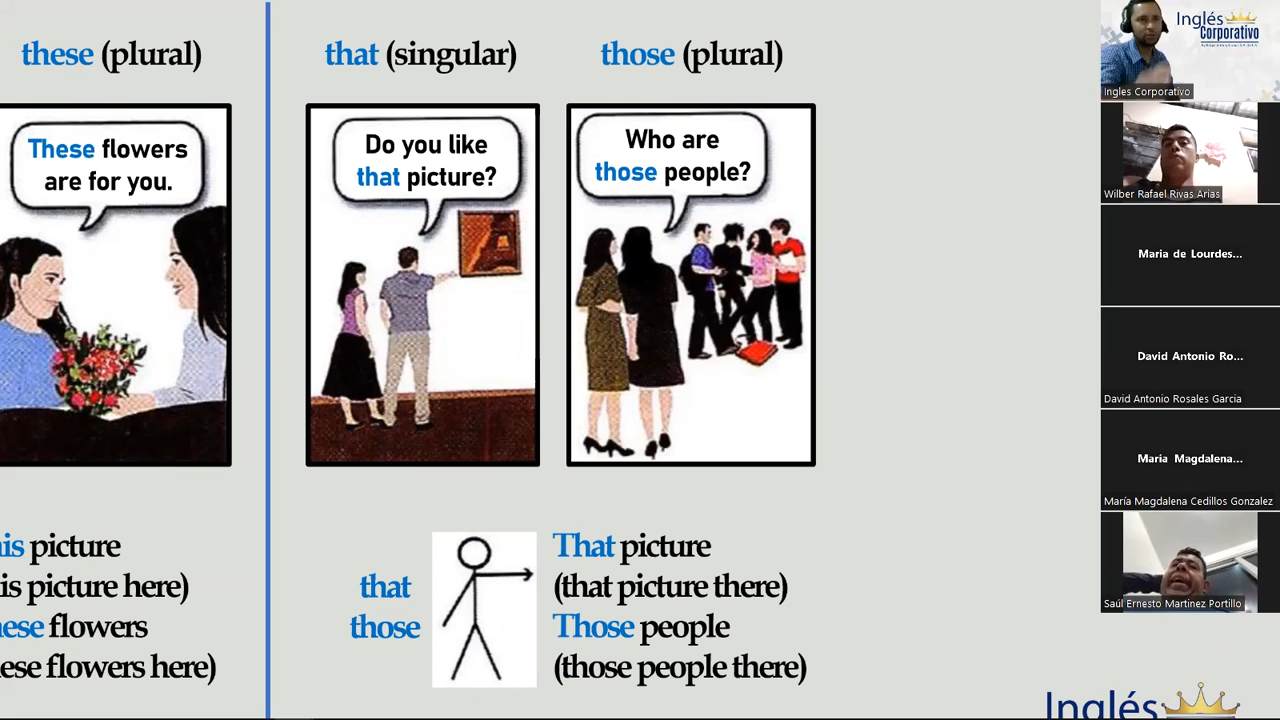 these (plural)
that (singular)
those (plural)
These flowers
are for you.
Do you like
that picture?
Who are
those people?
his picture
is picture here)
hese flowers
ese flowers here)
that
those
That picture
(that picture there)
Those people
(those people there)
Inglés
Corporativo
Ingles Corporativo
Wilber Rafael Rivas Arias
Maria de Lourdes...
David Antonio Ro...
David Antonio Rosales Garcia
Maria Magdalena...
María Magdalena Cedillos Gonzalez
Saúl Ernesto Martinez Portillo
Inglés